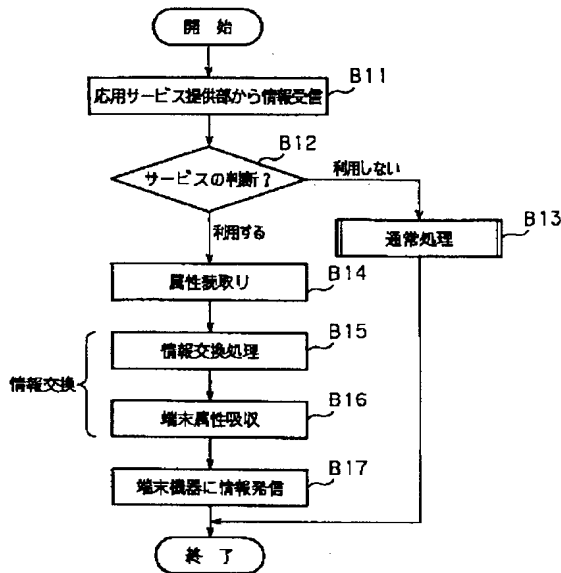 開始
B11
応用サービス提供部から情報受信
B12
サービスの判断?
利用しない
B13
通常処理
利用する
B14
属性読取り
B15
情報交換処理
情報交換
B16
端末属性吸収
B17
端末機器に情報発信
終了